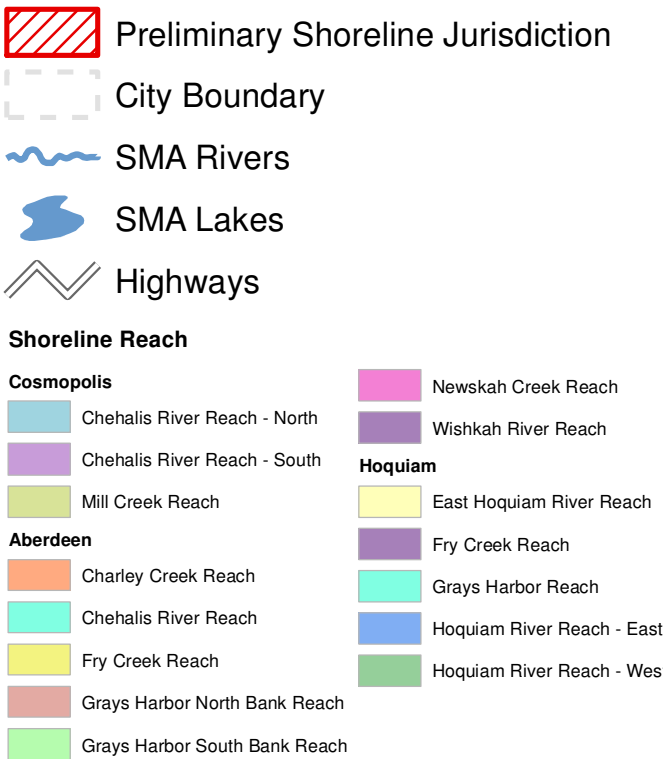 Preliminary Shoreline Jurisdiction
City Boundary
SMA Rivers
SMA Lakes
Highways
Shoreline Reach
Cosmopolis
Chehalis River Reach - North
Chehalis River Reach - South
Mill Creek Reach
Aberdeen
Charley Creek Reach
Chehalis River Reach
Fry Creek Reach
Grays Harbor North Bank Reach
Grays Harbor South Bank Reach
Newskah Creek Reach
Wishkah River Reach
Hoquiam
East Hoquiam River Reach
Fry Creek Reach
Grays Harbor Reach
Hoquiam River Reach - East
Hoquiam River Reach - Wes